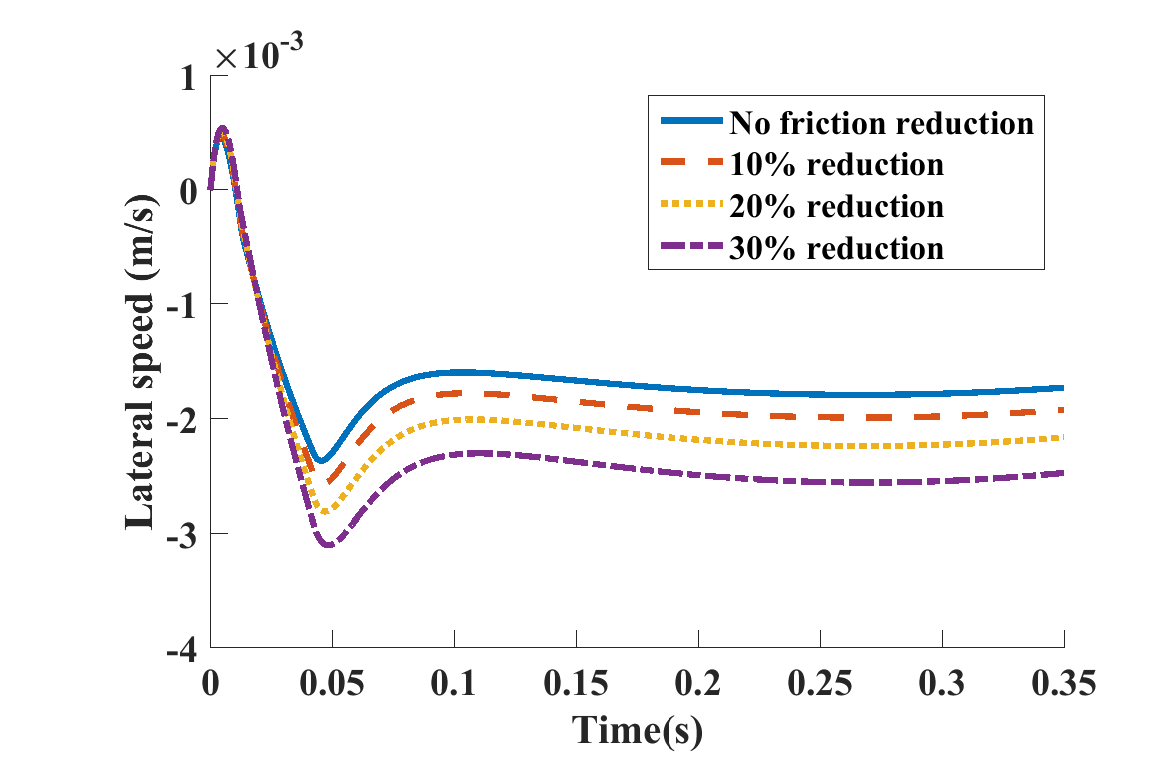 ×10-3
1
0
-1
-2
-3
-4
0
0.05
0.1
0.15
0.2
0.25
0.3
0.35
Lateral speed (m/s)
Time(s)
No friction reduction
10% reduction
20% reduction
30% reduction